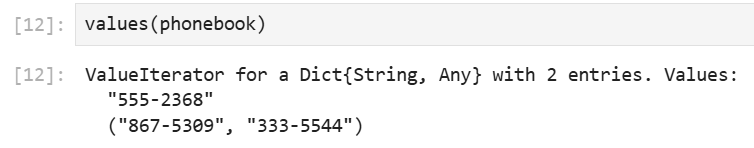 [12]: values(phonebook)
[12]: ValueIterator for a Dict{String, Any} with 2 entries. Values:
"555-2368"
("867-5309", "333-5544")